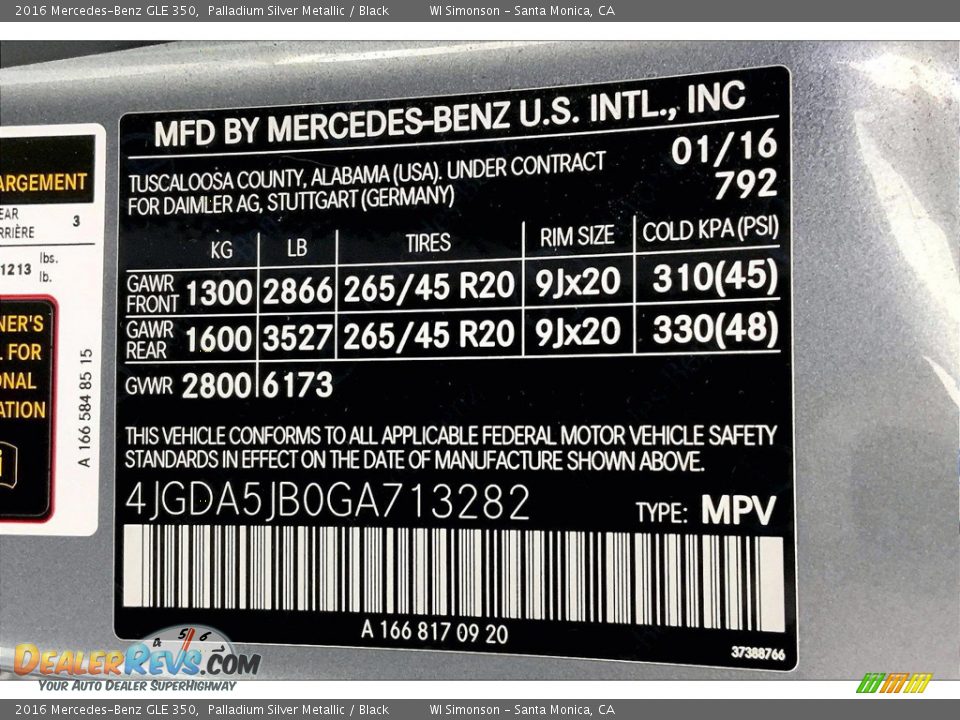 2016 Mercedes-Benz GLE 350,  Palladium Silver Metallic / Black  WI Simonson - Santa Monica, CA
ARGEMENT
3
1213 lbs.
lb.
NER'S
FOR
ONAL
ATION
A 166 584 85 15
MFD BY MERCEDES-BENZ U.S. INTL., INC
TUSCALOOSA COUNTY, ALABAMA (USA). UNDER CONTRACT 01/16
FOR DAIMLER AG, STUTTGART (GERMANY) 792
KG LB TIRES RIM SIZE COLD KPA (PSI)
GAWR FRONT 1300 2866 265/45 R20 9Jx20 310(45)
GAWR REAR 1600 3527 265/45 R20 9Jx20 330(48)
GVWR 2800 6173
THIS VEHICLE CONFORMS TO ALL APPLICABLE FEDERAL MOTOR VEHICLE SAFETY
STANDARDS IN EFFECT ON THE DATE OF MANUFACTURE SHOWN ABOVE.
4JGDA5JB0GA713282 TYPE: MPV
A 166 817 09 20
37388766
DEALERREVS.COM
YOUR AUTO DEALER SUPERHIGHWAY
2016 Mercedes-Benz GLE 350,  Palladium Silver Metallic / Black  WI Simonson - Santa Monica, CA